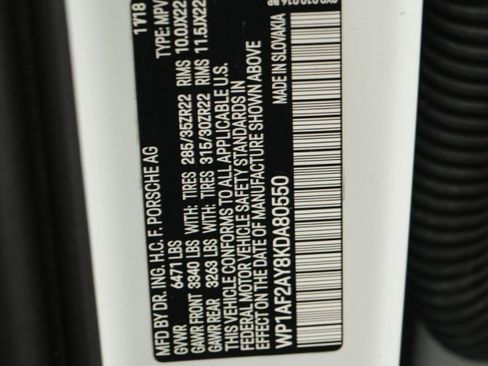 MFD BY DR. ING. H.C. F. PORSCHE AG 11/18
GVWR 6471 LBS TYPE: MPV
GAWR FRONT 3340 LBS WITH: TIRES 285/35ZR22 RIMS 10.0JX22
GAWR REAR 3263 LBS WITH: TIRES 315/30ZR22 RIMS 11.5JX22
THIS VEHICLE CONFORMS TO ALL APPLICABLE U.S.
FEDERAL MOTOR VEHICLE SAFETY STANDARDS IN EFFECT
ON THE DATE OF MANUFACTURE SHOWN ABOVE
WP1AF2AY8KDA80550 MADE IN SLOVAKIA